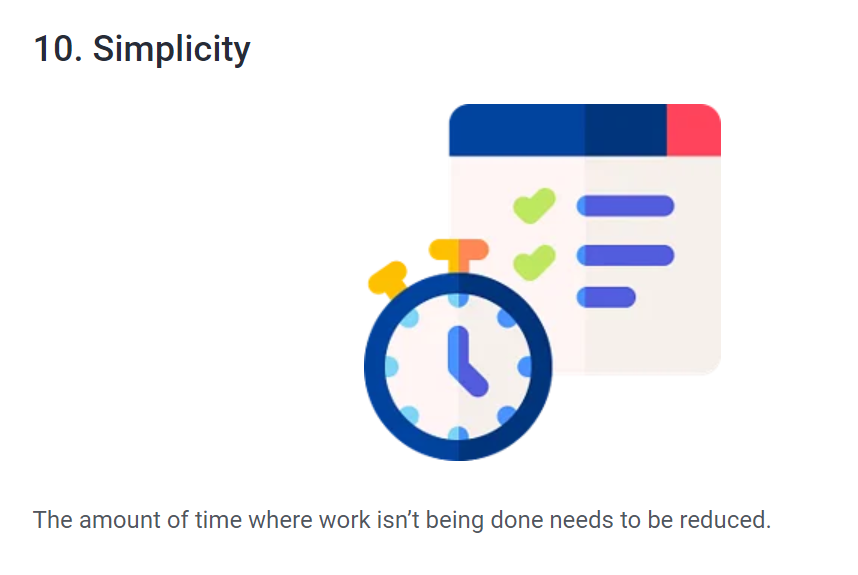 10. Simplicity
The amount of time where work isn’t being done needs to be reduced.